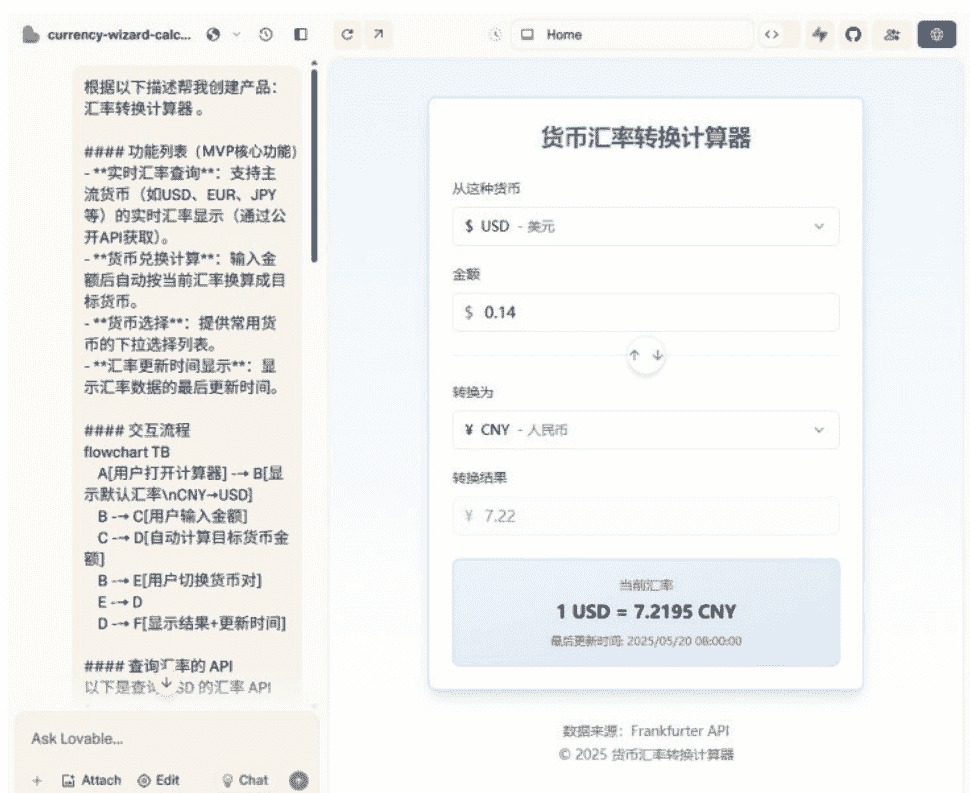 currency-wizard-calc...
Home
根据以下描述帮我创建产品：
汇率转换计算器 。
#### 功能列表（MVP核心功能)
- **实时汇率查询**：支持主
流货币（如USD、EUR、JPY
等）的实时汇率显示（通过公
开API获取）。
- **货币兑换计算**：输入金
额后自动按当前汇率换算成目
标货币。
- **货币选择**：提供常用货
币的下拉选择列表。
- **汇率更新时间显示**：显
示汇率数据的最后更新时间。
#### 交互流程
flowchart TB
A[用户打开计算器] --> B[显
示默认汇率\nCNY→USD]
B --> C[用户输入金额]
C --> D[自动计算目标货币金
额]
B --> E[用户切换货币对]
E --> D
D --> F[显示结果+更新时间]
#### 查询汇率的 API
以下是查询 SD 的汇率 API
Ask Lovable...
Attach
Edit
Chat
货币汇率转换计算器
从这种货币
$ USD - 美元
金额
$ 0.14
转换为
¥ CNY - 人民币
转换结果
¥ 7.22
当前汇率
1 USD = 7.2195 CNY
最后更新时间: 2025/05/20 08:00:00
数据来源：Frankfurter API
© 2025 货币汇率转换计算器